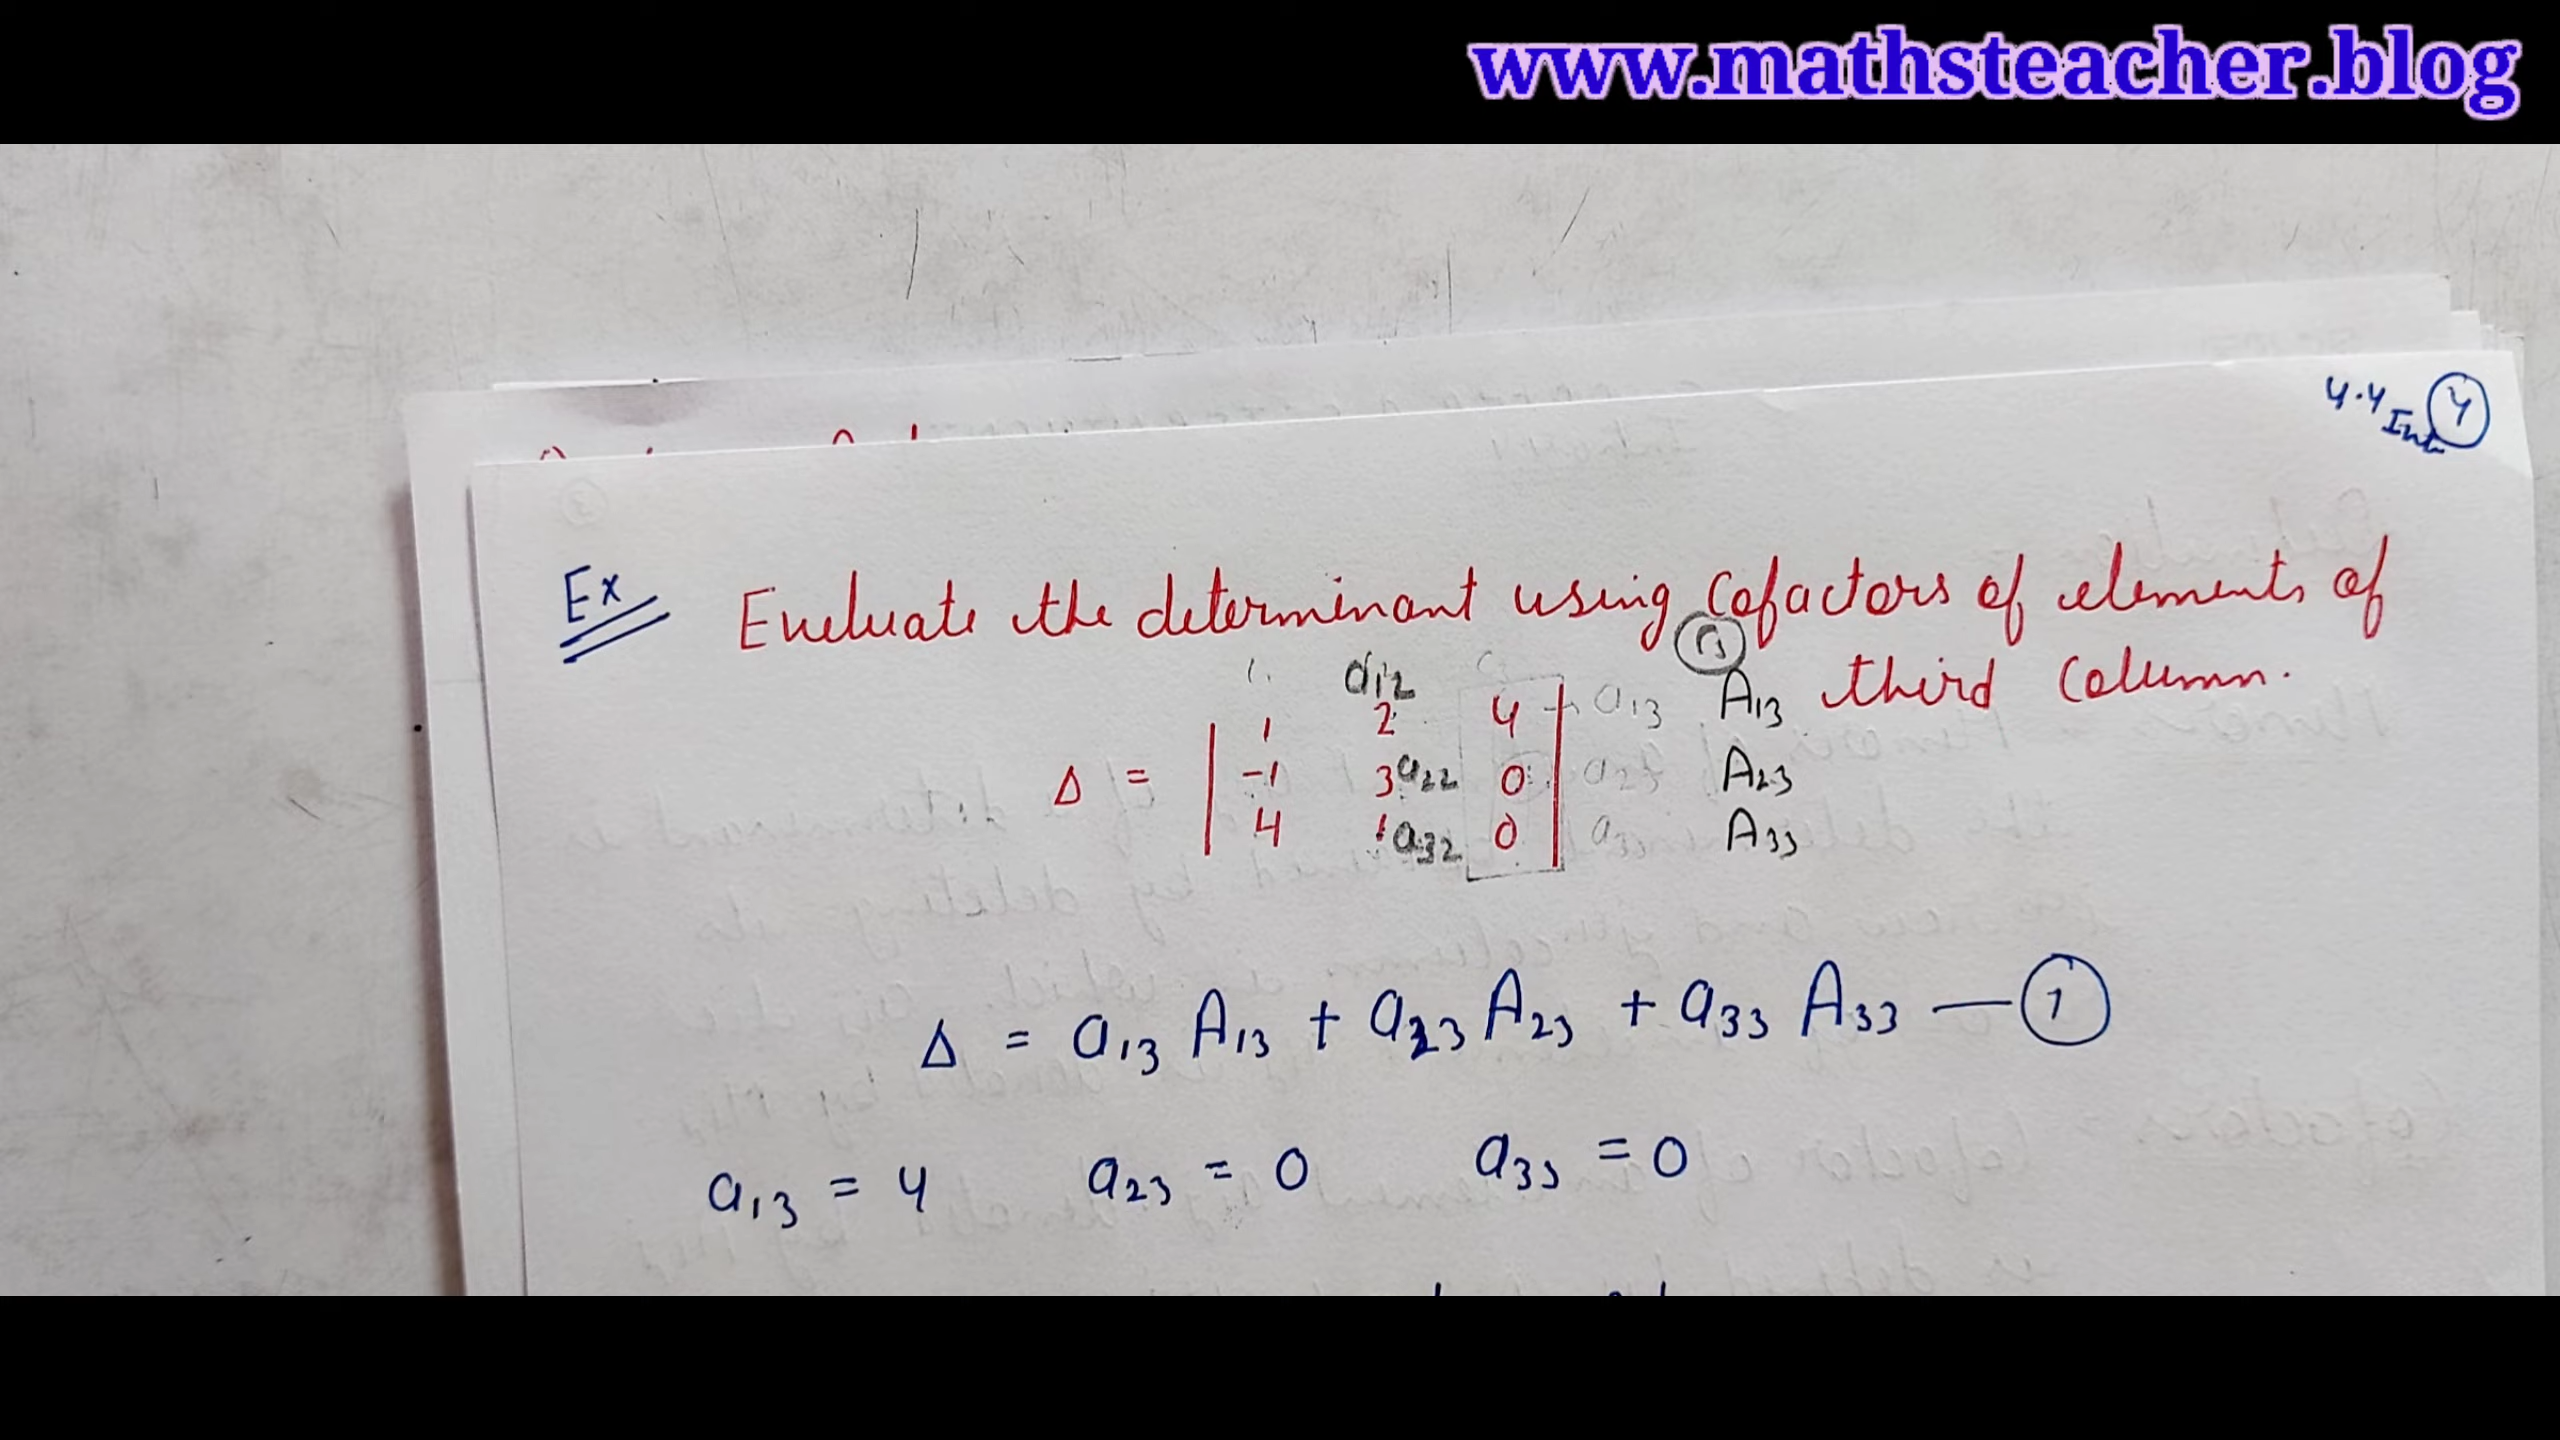 www.mathsteacher.blog
4.4 Int 4
Ex Evaluate the determinant using cofactors of elements of
third column.
a12
1 2 4 → a13 A13
Δ = -1 3 a22 0 a23 A23
4 1 a32 0 A33
Δ = a13 A13 + a23 A23 + a33 A33 — 1
a13 = 4 a23 = 0 a33 = 0